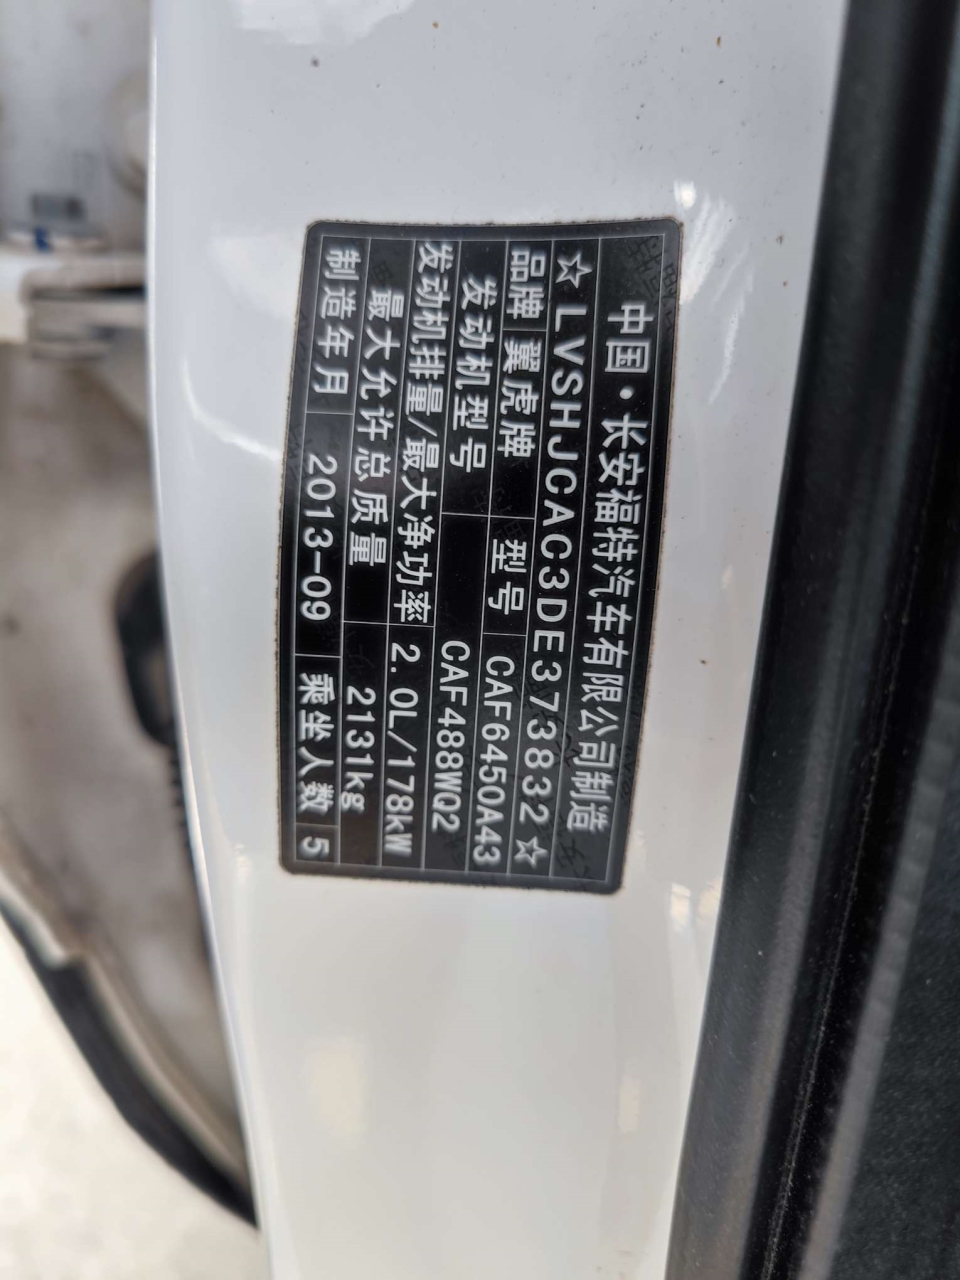 中国·长安福特汽车有限公司制造
☆LVSHJCAC3DE373832☆
品牌 翼虎牌 型号 CAF6450A43
发动机型号 CAF488WQ2
发动机排量/最大净功率 2.0L/178kW
最大允许总质量 2131kg
制造年月 2013-09 乘坐人数 5